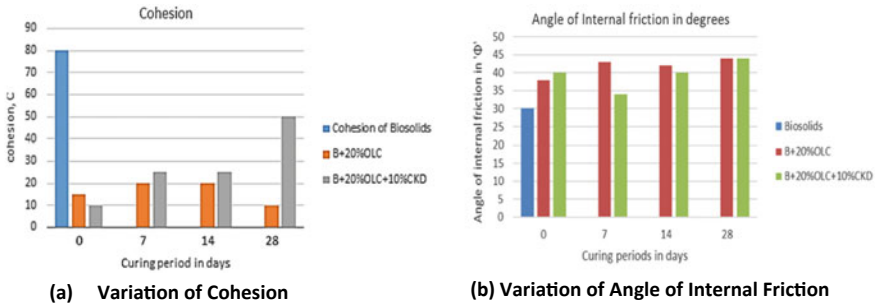 Cohesion
cohesion, C
90
80
70
60
50
40
30
20
10
0
0 7 14 28
Curing period in days
Cohesion of Biosolids
B+20%OLC
B+20%OLC+10%CKD
(a) Variation of Cohesion
Angle of Internal friction in degrees
Angle of internal friction in 'Φ'
50
45
40
35
30
25
20
15
10
5
0
0 7 14 28
Curing periods in days
Biosolids
B+20%OLC
B+20%OLC+10%CKD
(b) Variation of Angle of Internal Friction